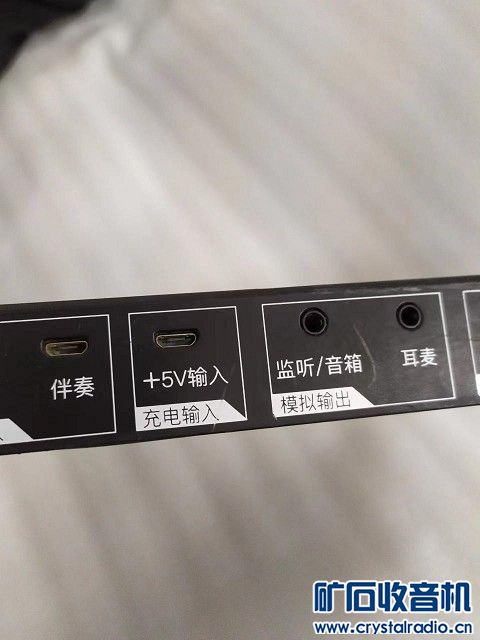 伴奏
+5V输入
充电输入
监听/音箱
耳麦
模拟输出
矿石收音机
www.crystalradio.cn